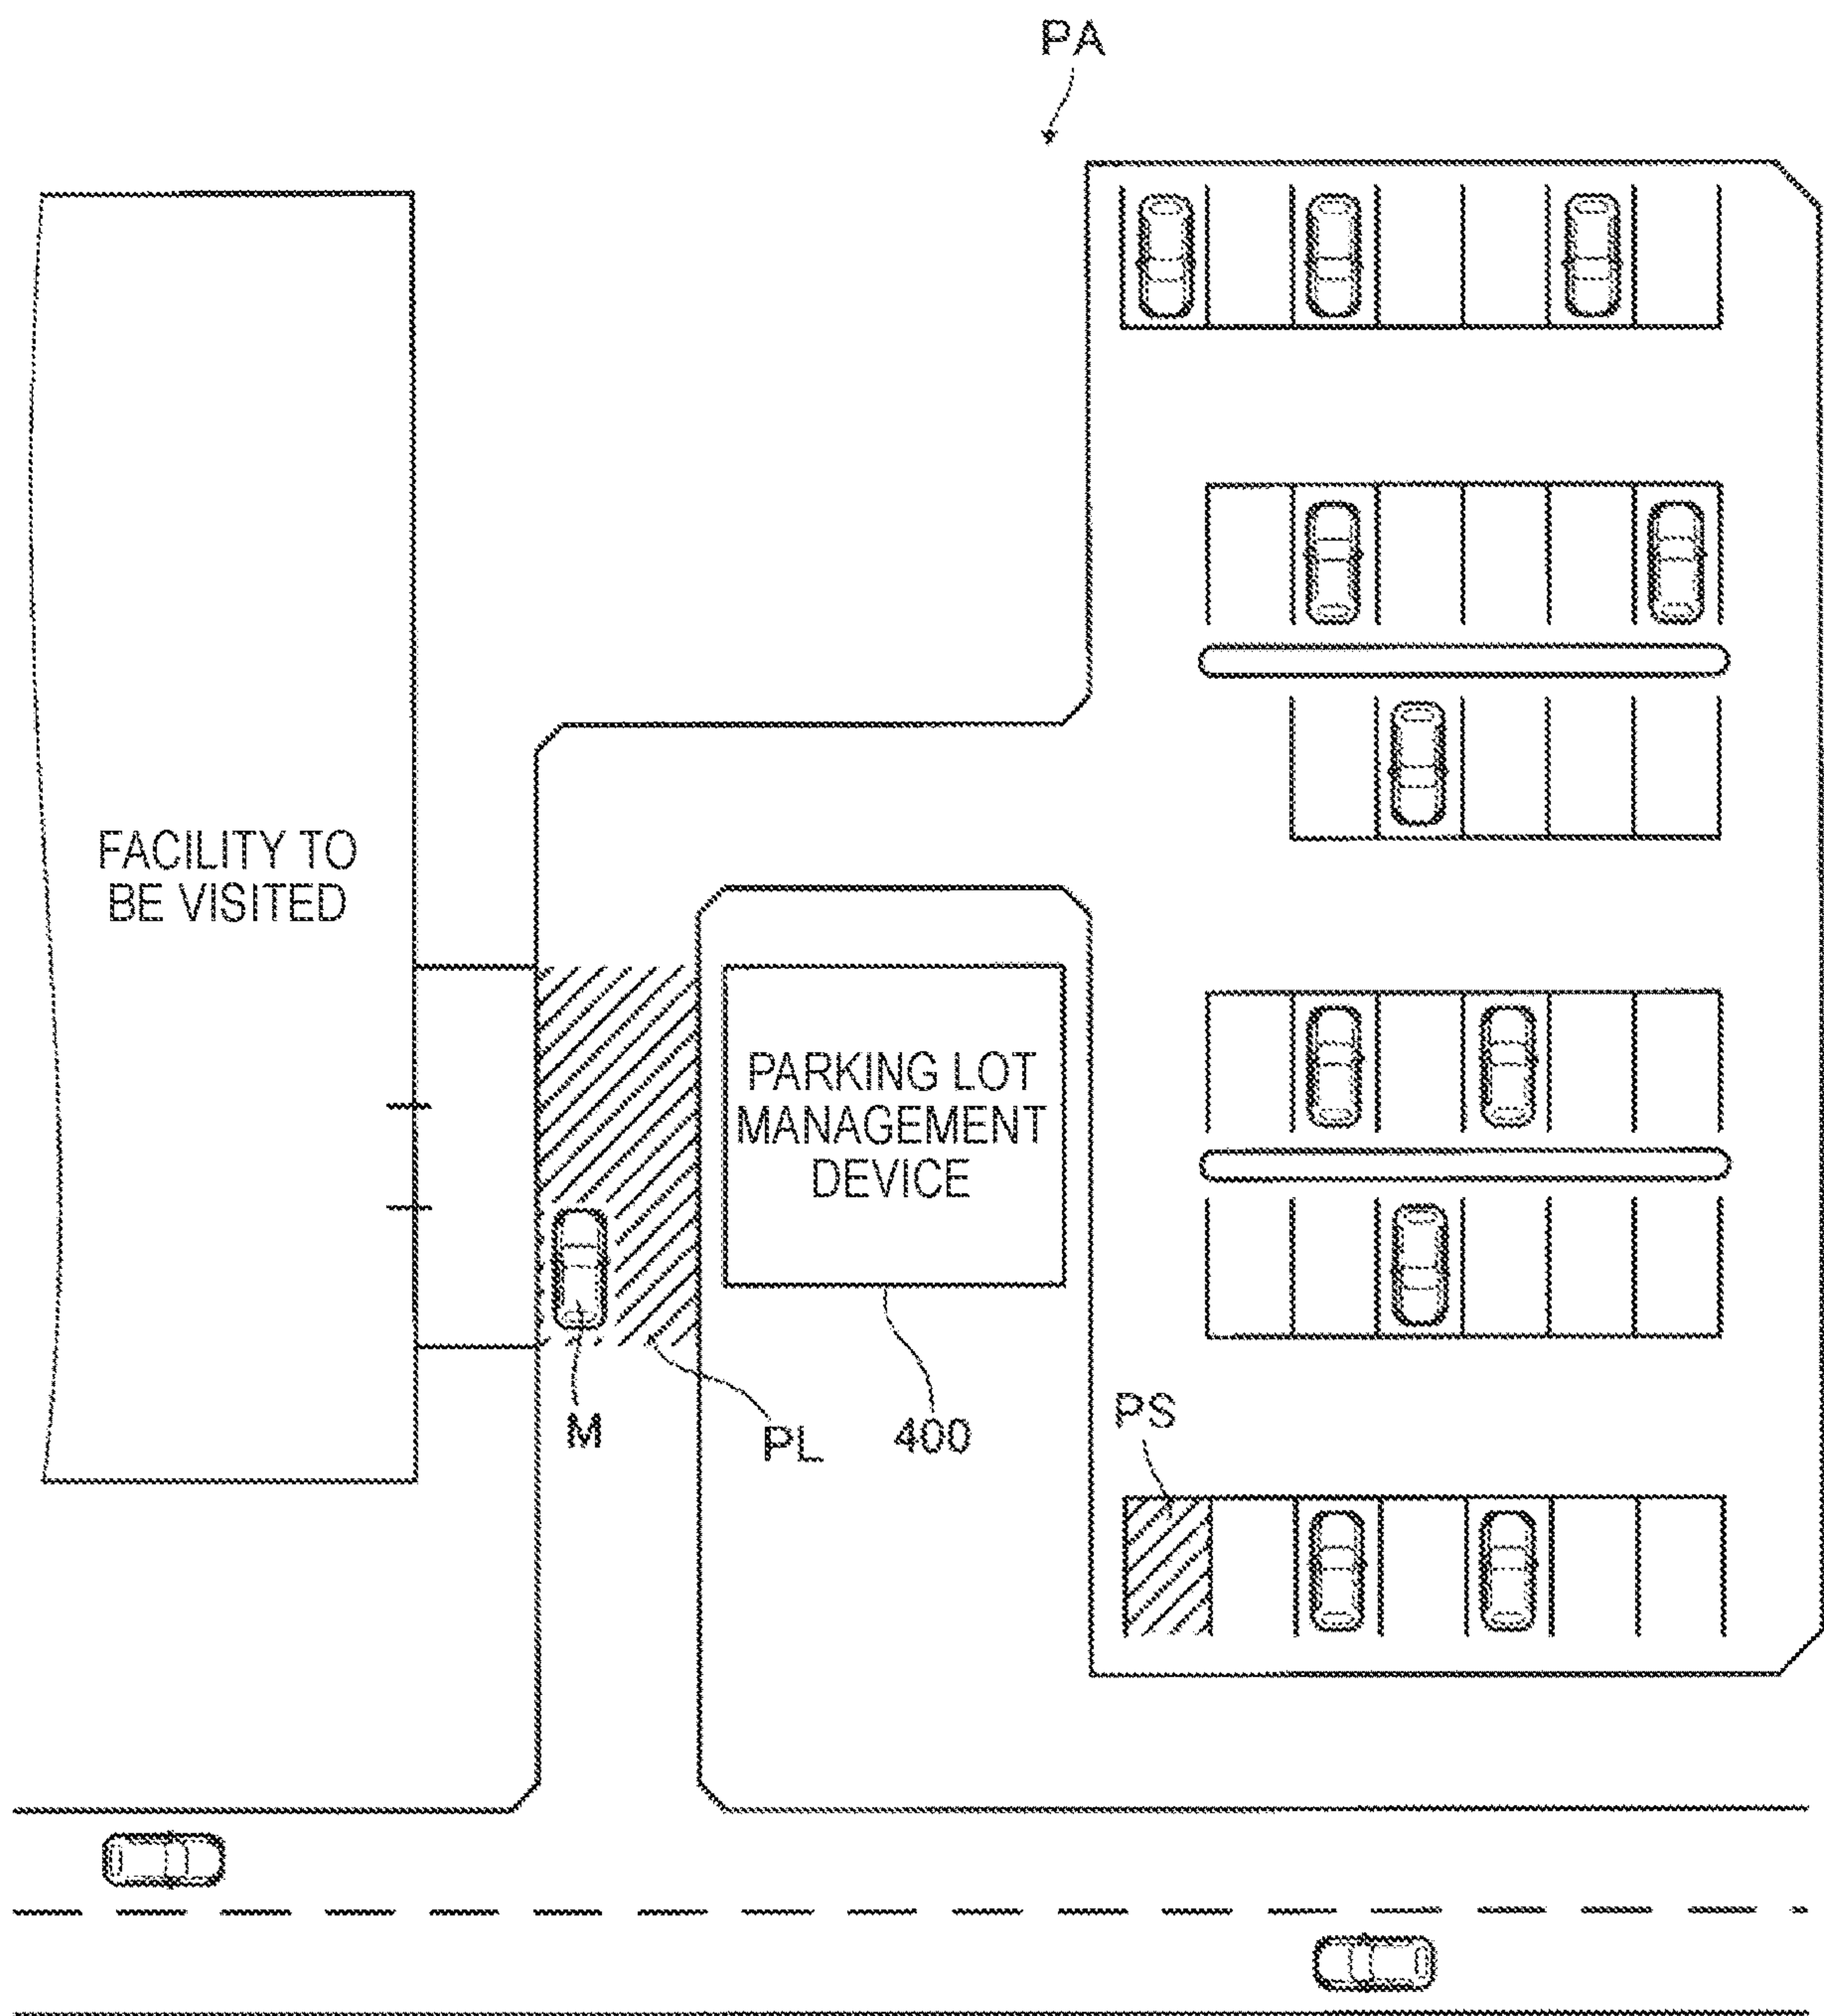 PA
FACILITY TO
BE VISITED
PARKING LOT
MANAGEMENT
DEVICE
M
PL
400
PS